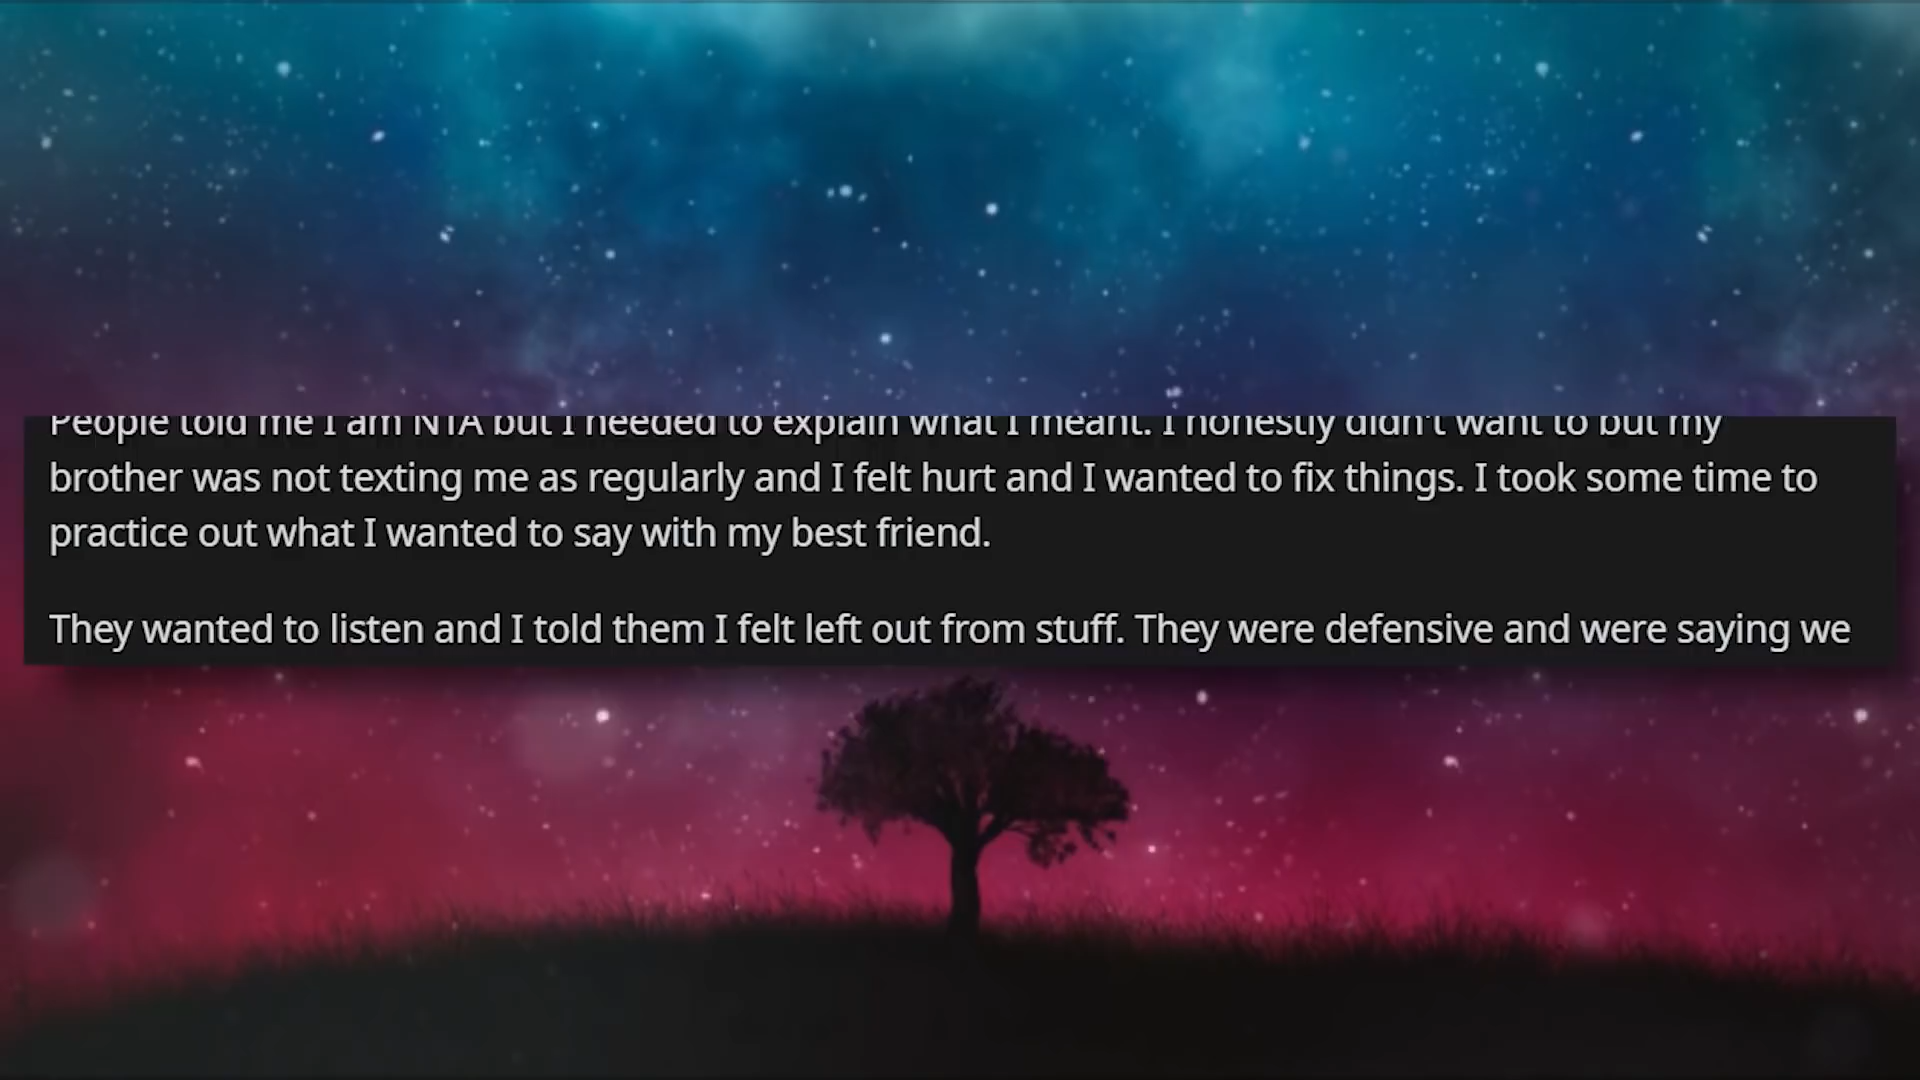 People told me I am NTA but I needed to explain what I meant. I honestly didn't want to but my
brother was not texting me as regularly and I felt hurt and I wanted to fix things. I took some time to
practice out what I wanted to say with my best friend.
They wanted to listen and I told them I felt left out from stuff. They were defensive and were saying we